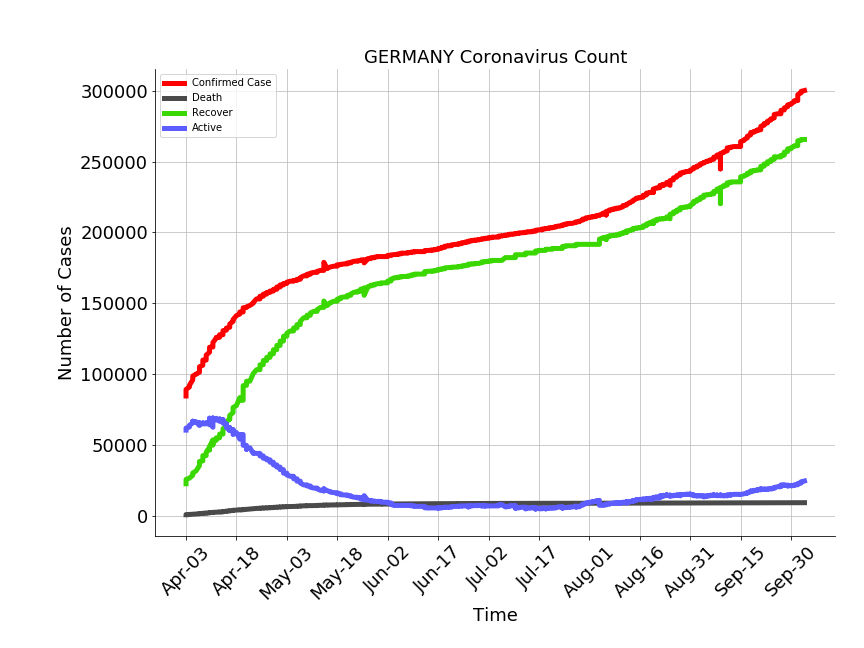 GERMANY Coronavirus Count
Confirmed Case
Death
Recover
Active
Number of Cases
300000
250000
200000
150000
100000
50000
0
Apr-03
Apr-18
May-03
May-18
Jun-02
Jun-17
Jul-02
Jul-17
Aug-01
Aug-16
Aug-31
Sep-15
Sep-30
Time